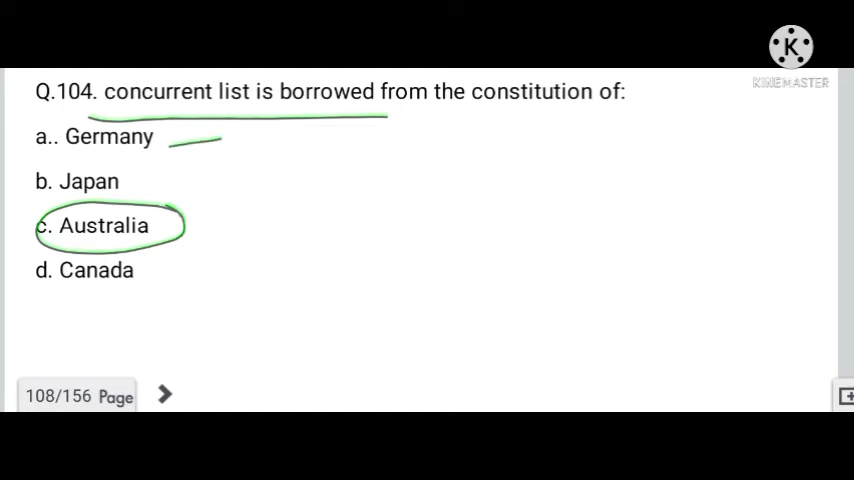 K
KINEMASTER
Q.104. concurrent list is borrowed from the constitution of:
a.. Germany
b. Japan
c. Australia
d. Canada
108/156 Page